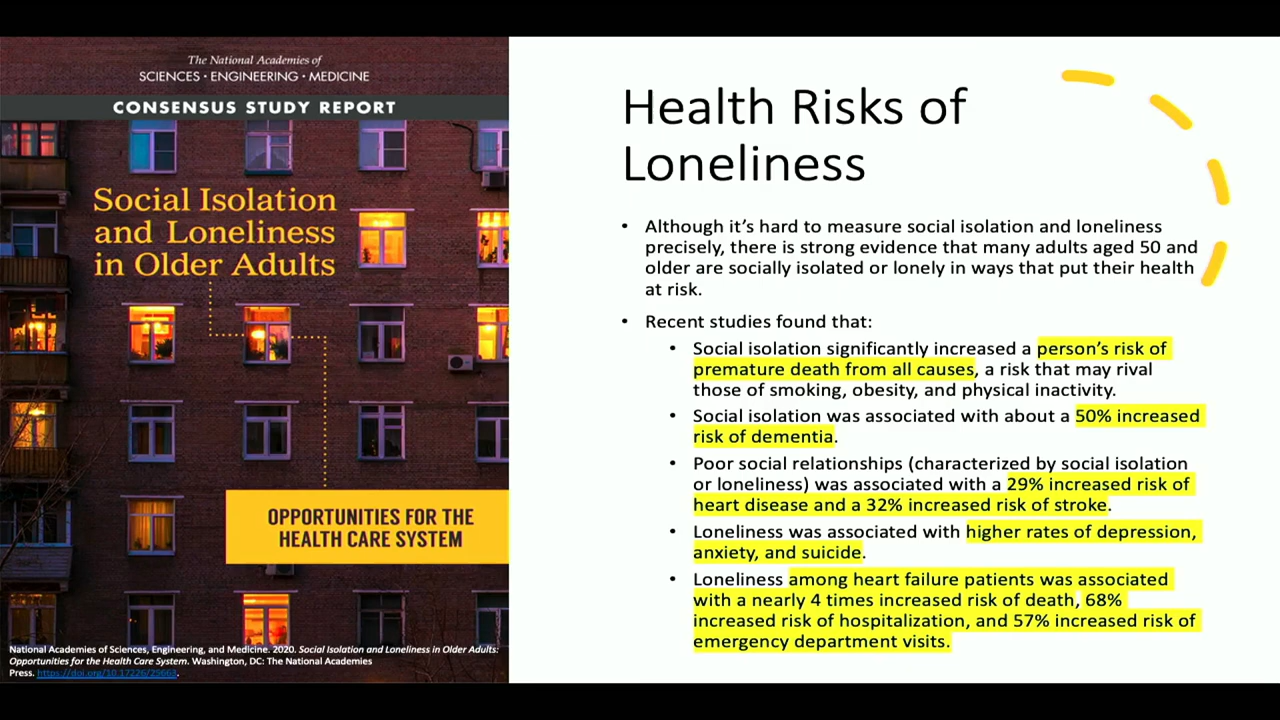 The National Academies of
SCIENCES · ENGINEERING · MEDICINE
CONSENSUS STUDY REPORT
Social Isolation
and Loneliness
in Older Adults
OPPORTUNITIES FOR THE
HEALTH CARE SYSTEM
National Academies of Sciences, Engineering, and Medicine. 2020. Social Isolation and Loneliness in Older Adults:
Opportunities for the Health Care System. Washington, DC: The National Academies
Press. https://doi.org/10.17226/25663.
Health Risks of
Loneliness
• Although it’s hard to measure social isolation and loneliness
precisely, there is strong evidence that many adults aged 50 and
older are socially isolated or lonely in ways that put their health
at risk.
• Recent studies found that:
• Social isolation significantly increased a person’s risk of
premature death from all causes, a risk that may rival
those of smoking, obesity, and physical inactivity.
• Social isolation was associated with about a 50% increased
risk of dementia.
• Poor social relationships (characterized by social isolation
or loneliness) was associated with a 29% increased risk of
heart disease and a 32% increased risk of stroke.
• Loneliness was associated with higher rates of depression,
anxiety, and suicide.
• Loneliness among heart failure patients was associated
with a nearly 4 times increased risk of death, 68%
increased risk of hospitalization, and 57% increased risk of
emergency department visits.